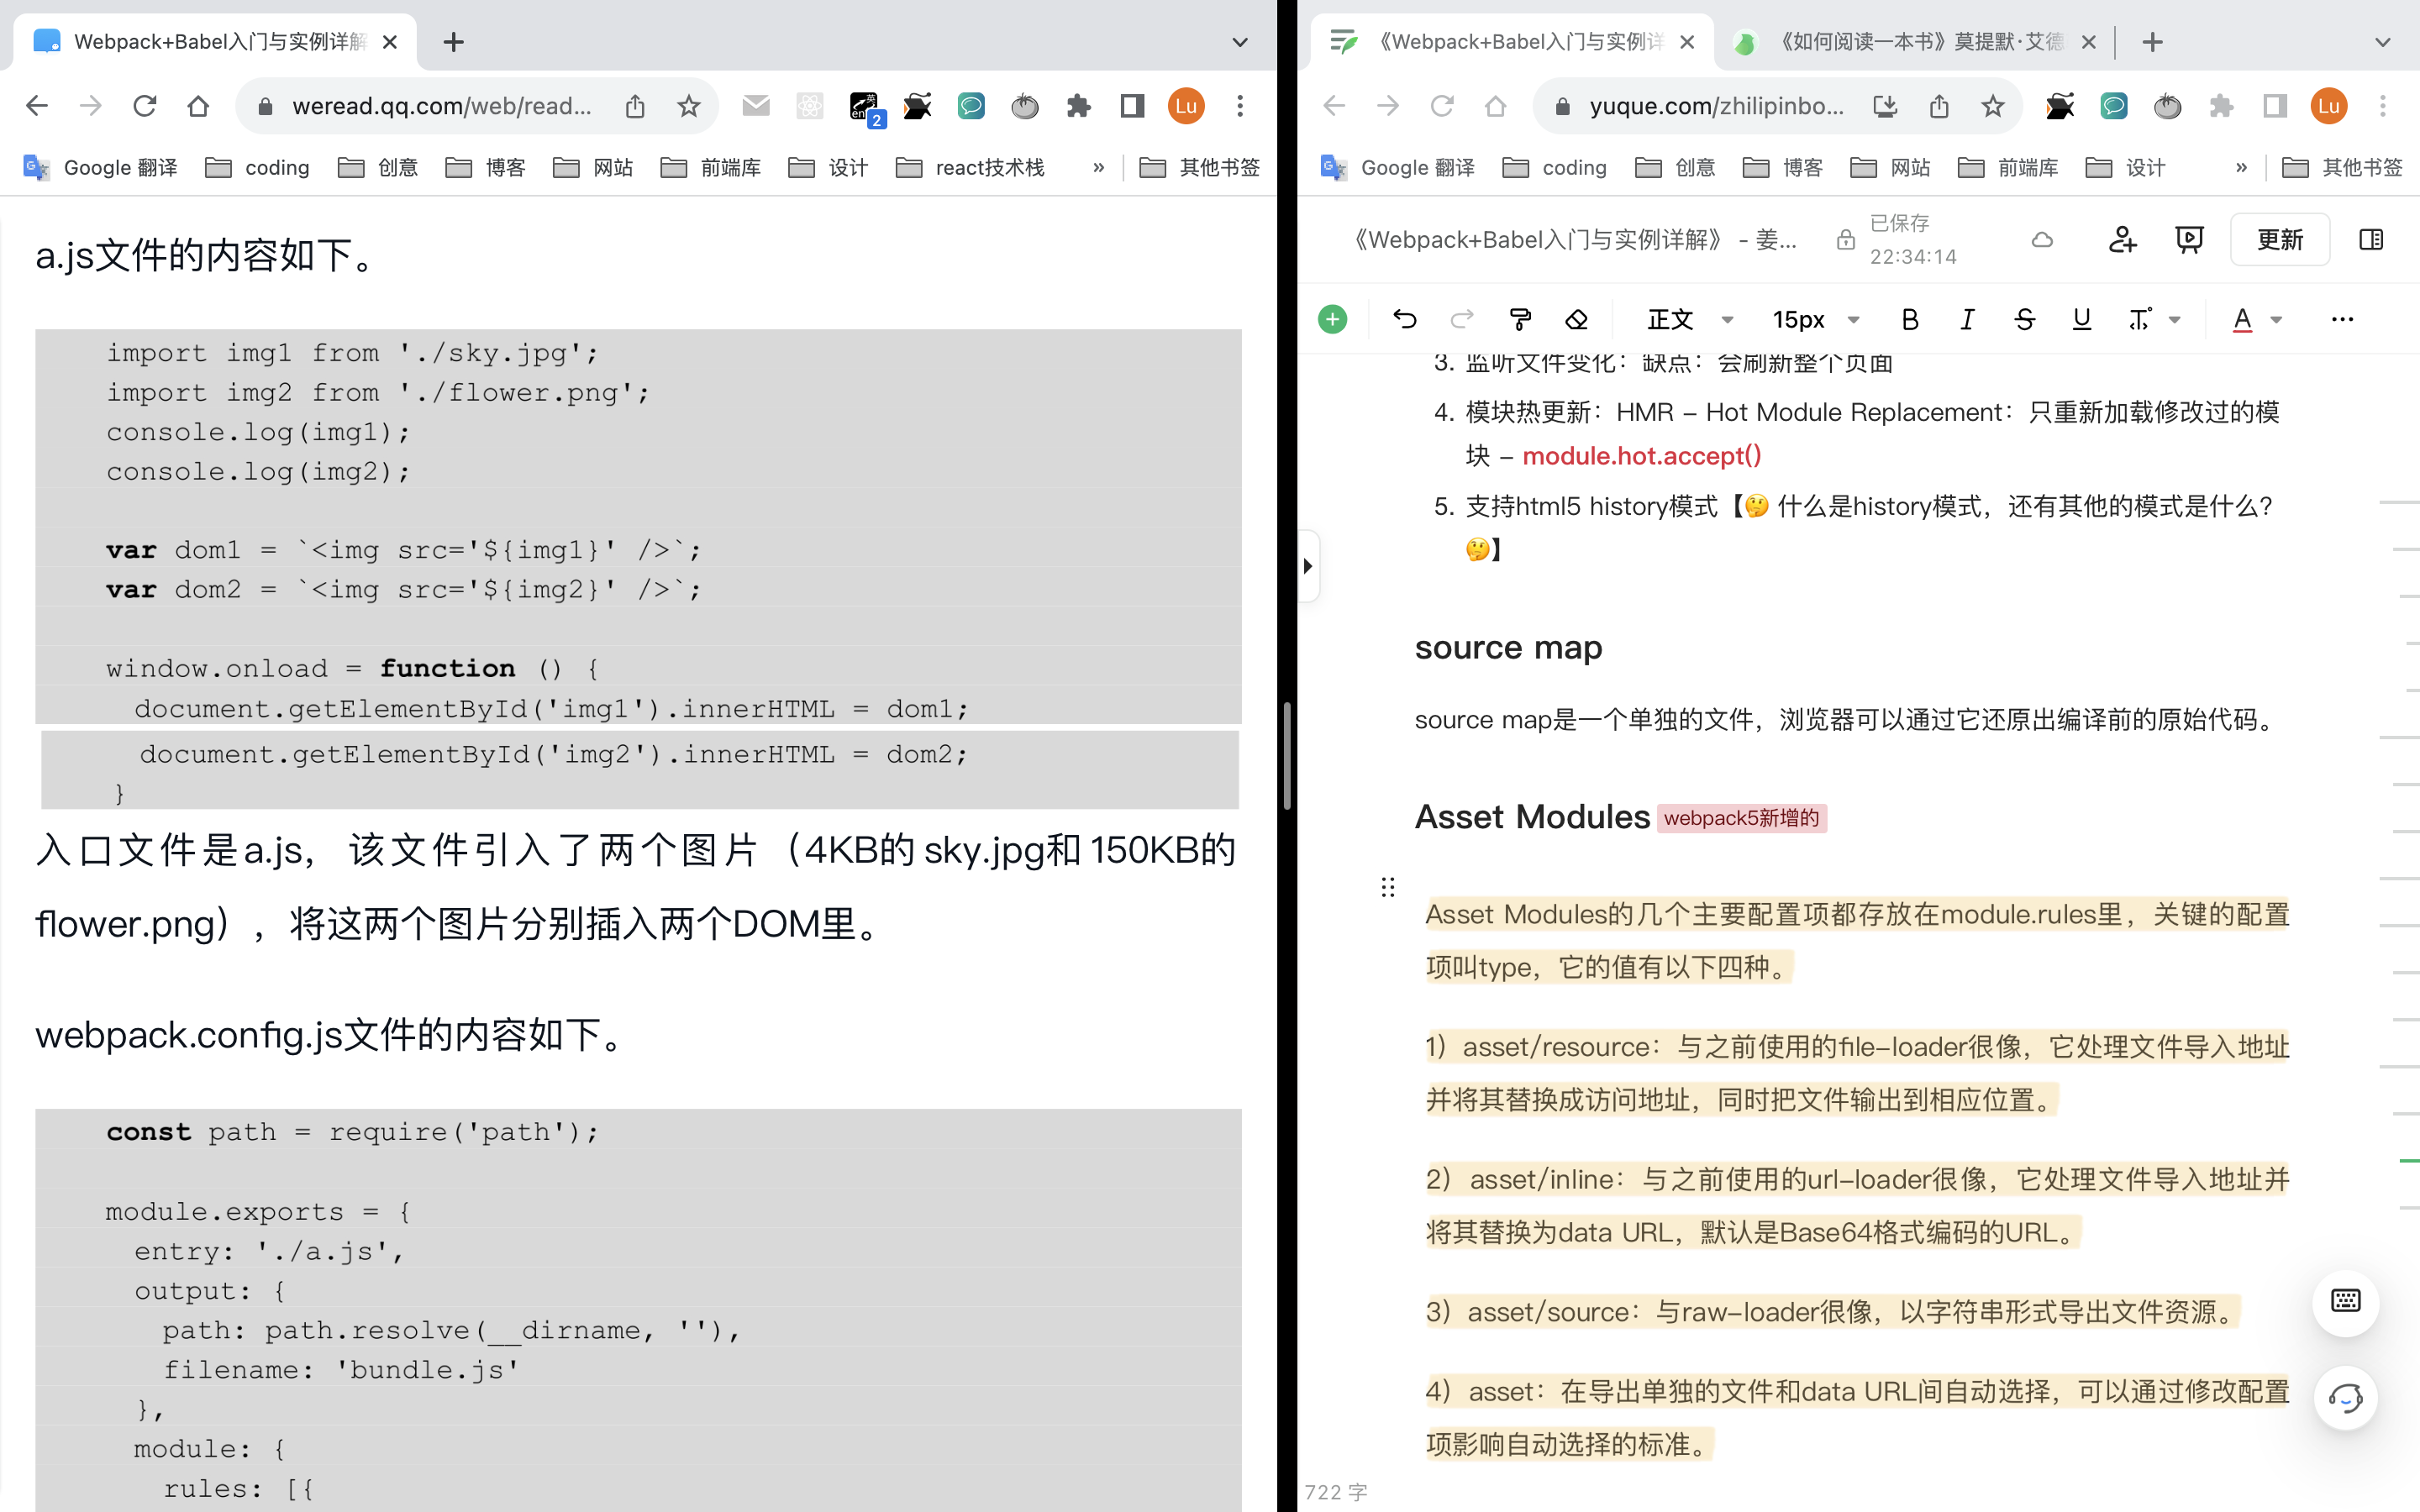 Webpack+Babel入门与实例详解
weread.qq.com/web/read...
en
英
2
Lu
Google 翻译
coding
创意
博客
网站
前端库
设计
react技术栈
»
其他书签
a.js文件的内容如下。
import img1 from './sky.jpg';
import img2 from './flower.png';
console.log(img1);
console.log(img2);
var dom1 = `<img src='${img1}' />`;
var dom2 = `<img src='${img2}' />`;
window.onload = function () {
document.getElementById('img1').innerHTML = dom1;
document.getElementById('img2').innerHTML = dom2;
}
入口文件是a.js，该文件引入了两个图片（4KB的 sky.jpg和 150KB的
flower.png），将这两个图片分别插入两个DOM里。
webpack.config.js文件的内容如下。
const path = require('path');
module.exports = {
entry: './a.js',
output: {
path: path.resolve(__dirname, ''),
filename: 'bundle.js'
},
module: {
rules: [{
《Webpack+Babel入门与实例详
《如何阅读一本书》莫提默·艾德
yuque.com/zhilipinbo...
Lu
Google 翻译
coding
创意
博客
网站
前端库
设计
»
其他书签
《Webpack+Babel入门与实例详解》 - 姜...
已保存
22:34:14
更新
正文
15px
B
I
S
U
A
3. 监听文件变化：缺点：会刷新整个页面
4. 模块热更新：HMR – Hot Module Replacement：只重新加载修改过的模
块 – module.hot.accept()
5. 支持html5 history模式【🤔 什么是history模式，还有其他的模式是什么？
🤔】
source map
source map是一个单独的文件，浏览器可以通过它还原出编译前的原始代码。
Asset Modules webpack5新增的
Asset Modules的几个主要配置项都存放在module.rules里，关键的配置
项叫type，它的值有以下四种。
1）asset/resource：与之前使用的file–loader很像，它处理文件导入地址
并将其替换成访问地址，同时把文件输出到相应位置。
2）asset/inline：与之前使用的url–loader很像，它处理文件导入地址并
将其替换为data URL，默认是Base64格式编码的URL。
3）asset/source：与raw–loader很像，以字符串形式导出文件资源。
4）asset：在导出单独的文件和data URL间自动选择，可以通过修改配置
项影响自动选择的标准。
722 字